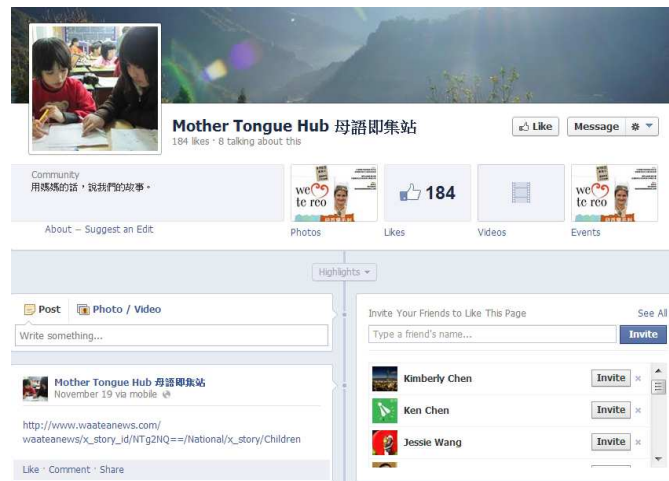 Mother Tongue Hub 母語即集站
184 likes · 8 talking about this
Like
Message
Community
用媽媽的話，說我們的故事。
About – Suggest an Edit
we
te reo
Photos
184
Likes
Videos
we
te reo
Events
Highlights
Post
Photo / Video
Write something...
Mother Tongue Hub 母語即集站
November 19 via mobile
http://www.waateanews.com/
waateanews/x_story_id/NTg2NQ==/National/x_story/Children
Like · Comment · Share
Invite Your Friends to Like This Page
See All
Type a friend's name...
Invite
Kimberly Chen
Invite
Ken Chen
Invite
Jessie Wang
Invite